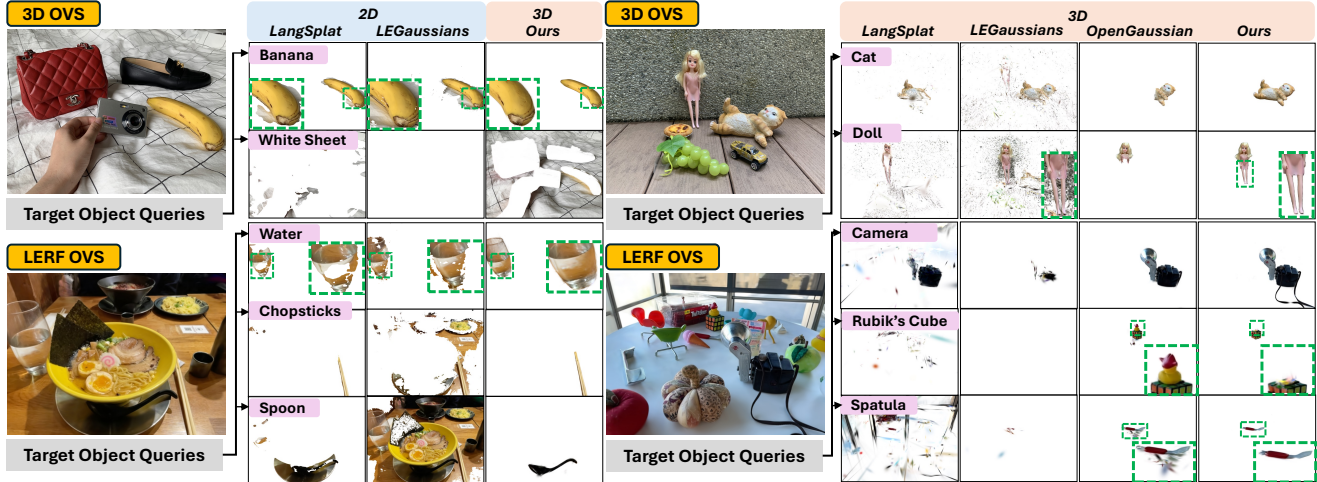 3D OVS
2D
LangSplat LEGaussians
3D
Ours
Banana
White Sheet
Target Object Queries
LERF OVS
Water
Chopsticks
Spoon
Target Object Queries
3D OVS
3D
LangSplat LEGaussians OpenGaussian Ours
Cat
Doll
Target Object Queries
LERF OVS
Camera
Rubik's Cube
Spatula
Target Object Queries